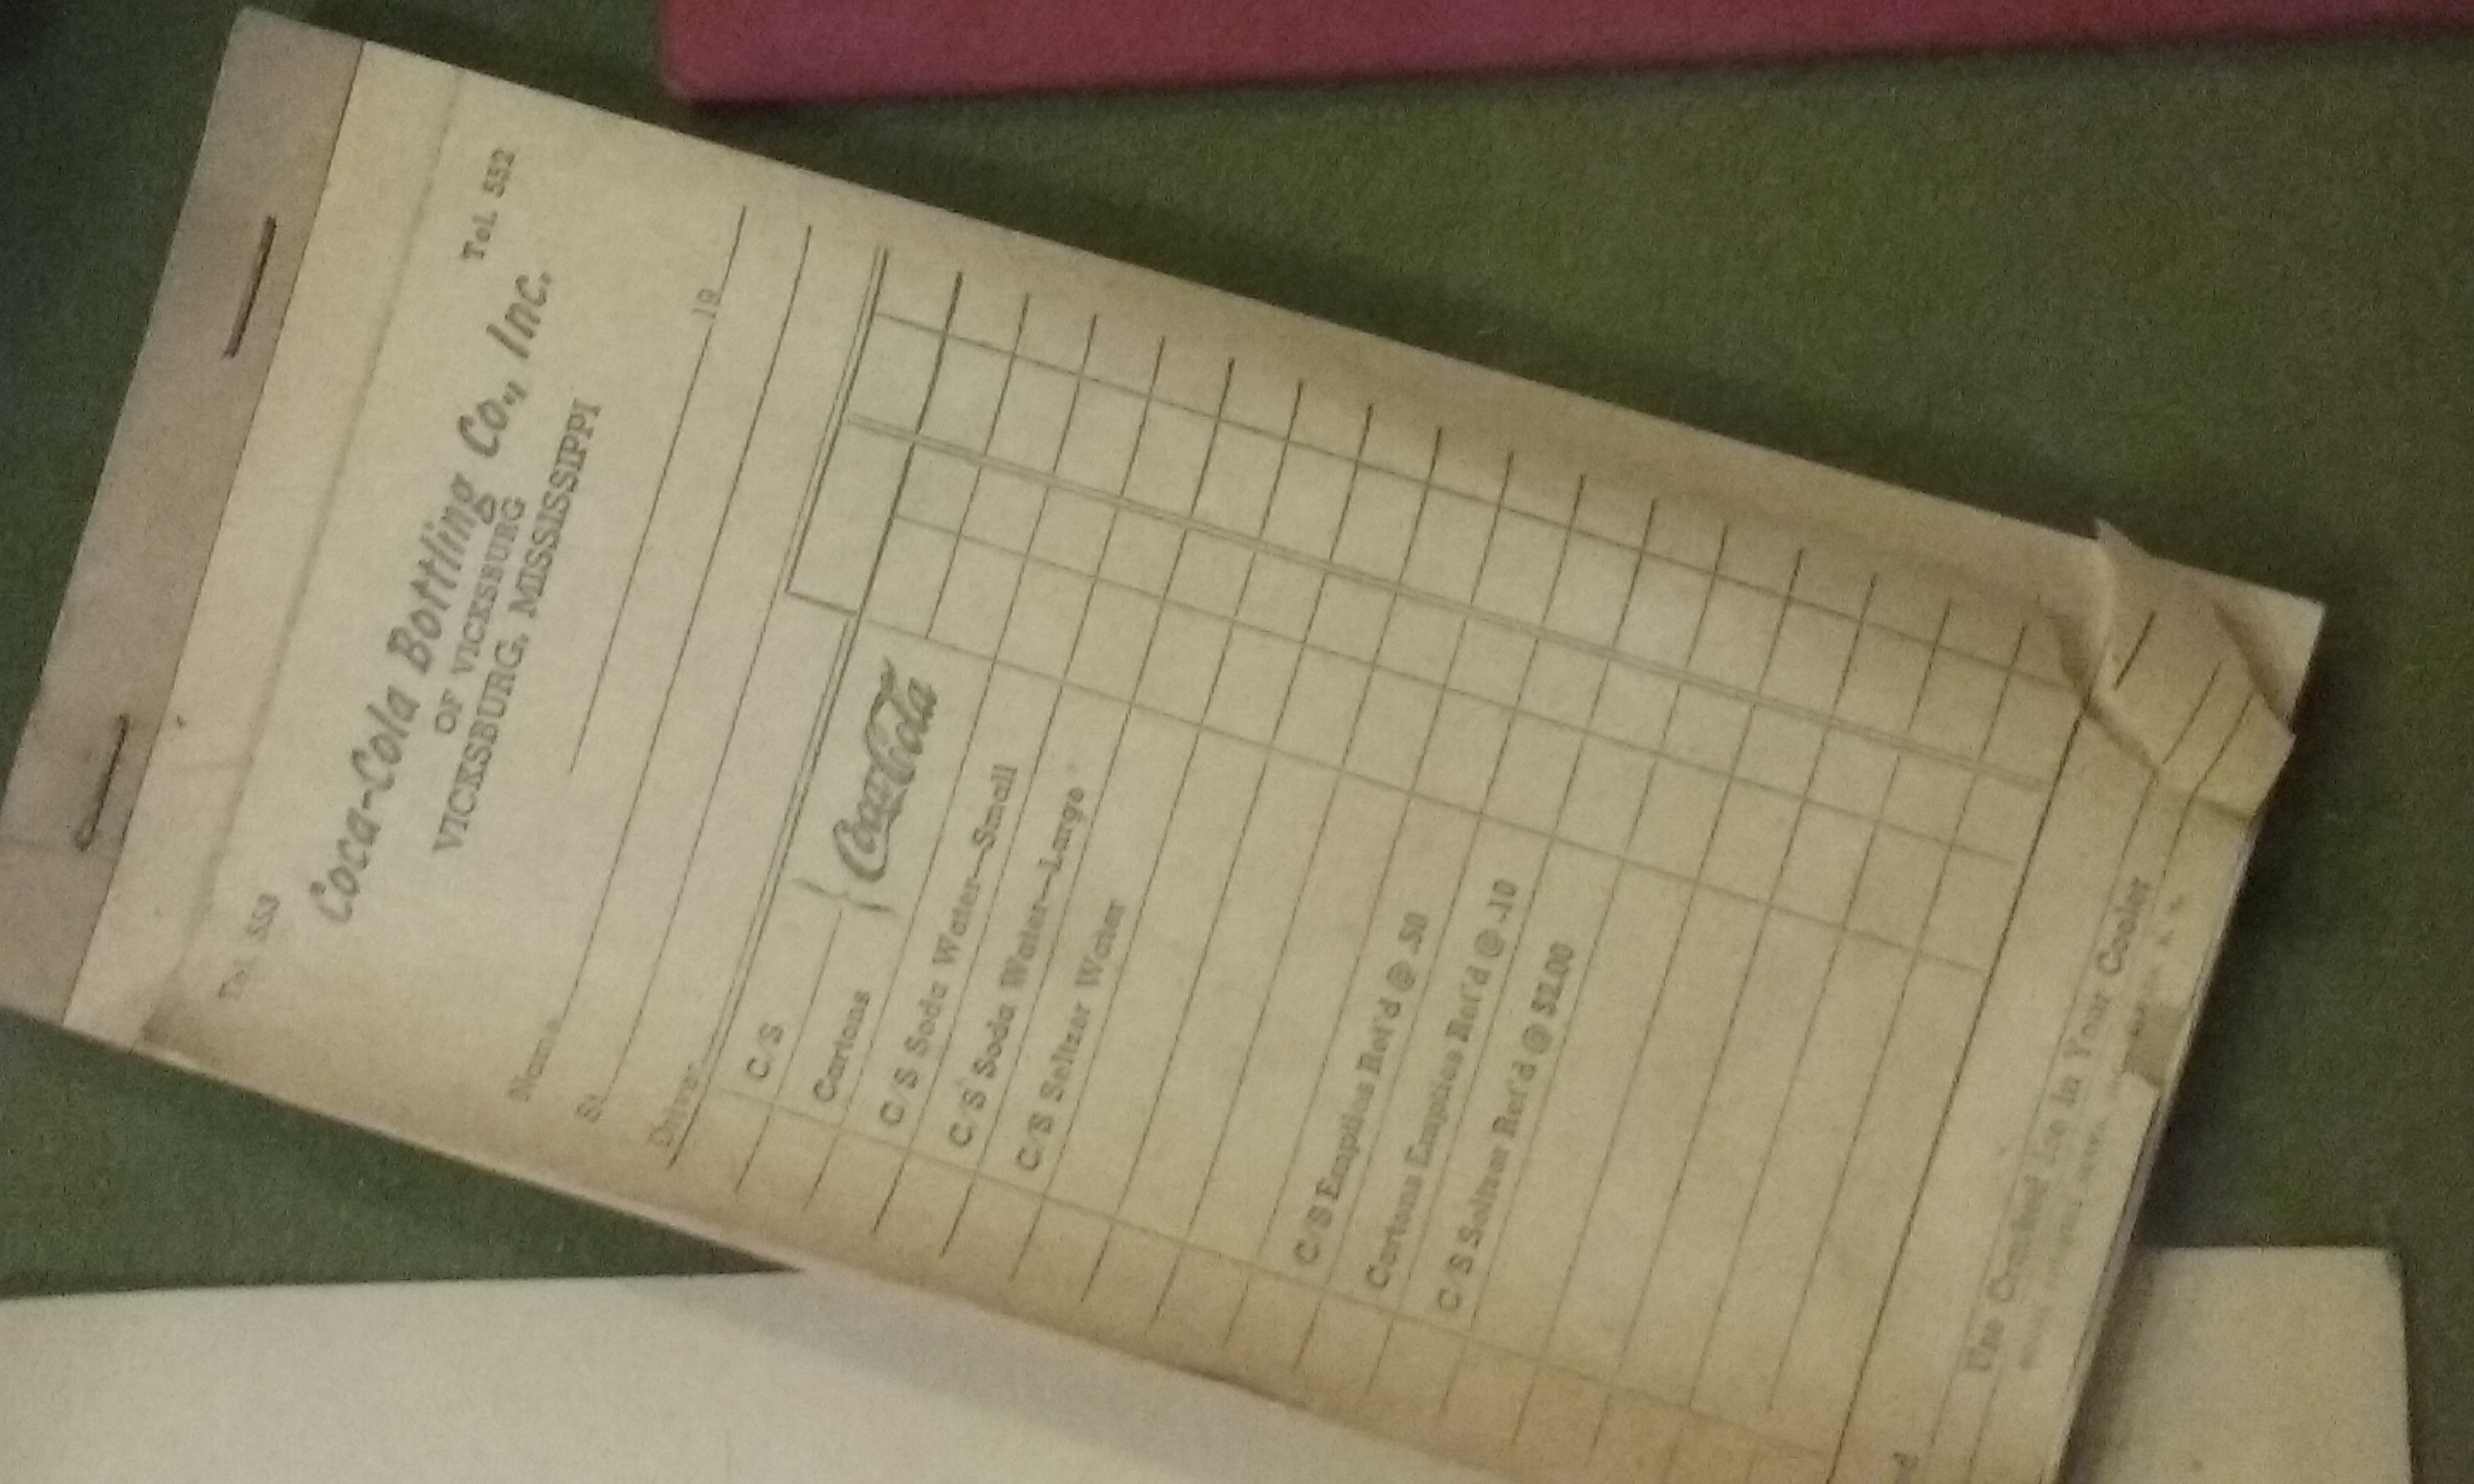 Tel. 553 Tel. 552
Coca-Cola Bottling Co., Inc.
OF VICKSBURG
VICKSBURG, MISSISSIPPI
19
Name
St.
Driver
C/S
Cartons } Coca-Cola
C/S Soda Water—Small
C/S Soda Water—Large
C/S Seltzer Water
C/S Empties Ret'd @ .50
Cartons Empties Ret'd @ .10
C/S Seltzer Ret'd @ $2.00
Use Crushed Ice in Your Cooler